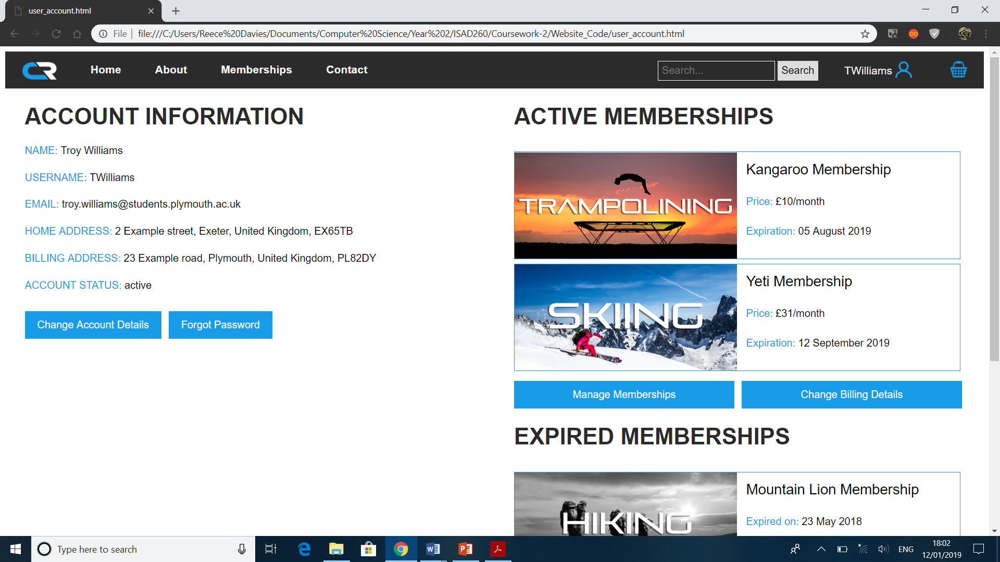 user_account.html
File
file:///C:/Users/Reece%20Davies/Documents/Computer%20Science/Year%202/ISAD260/Coursework-2/Website_Code/user_account.html
CR
Home
About
Memberships
Contact
Search...
Search
TWilliams
ACCOUNT INFORMATION
NAME: Troy Williams
USERNAME: TWilliams
EMAIL: troy.williams@students.plymouth.ac.uk
HOME ADDRESS: 2 Example street, Exeter, United Kingdom, EX65TB
BILLING ADDRESS: 23 Example road, Plymouth, United Kingdom, PL82DY
ACCOUNT STATUS: active
Change Account Details
Forgot Password
ACTIVE MEMBERSHIPS
TRAMPOLINING
Kangaroo Membership
Price: £10/month
Expiration: 05 August 2019
SKIING
Yeti Membership
Price: £31/month
Expiration: 12 September 2019
Manage Memberships
Change Billing Details
EXPIRED MEMBERSHIPS
HIKING
Mountain Lion Membership
Expired on: 23 May 2018
Type here to search
ENG
18:02
12/01/2019